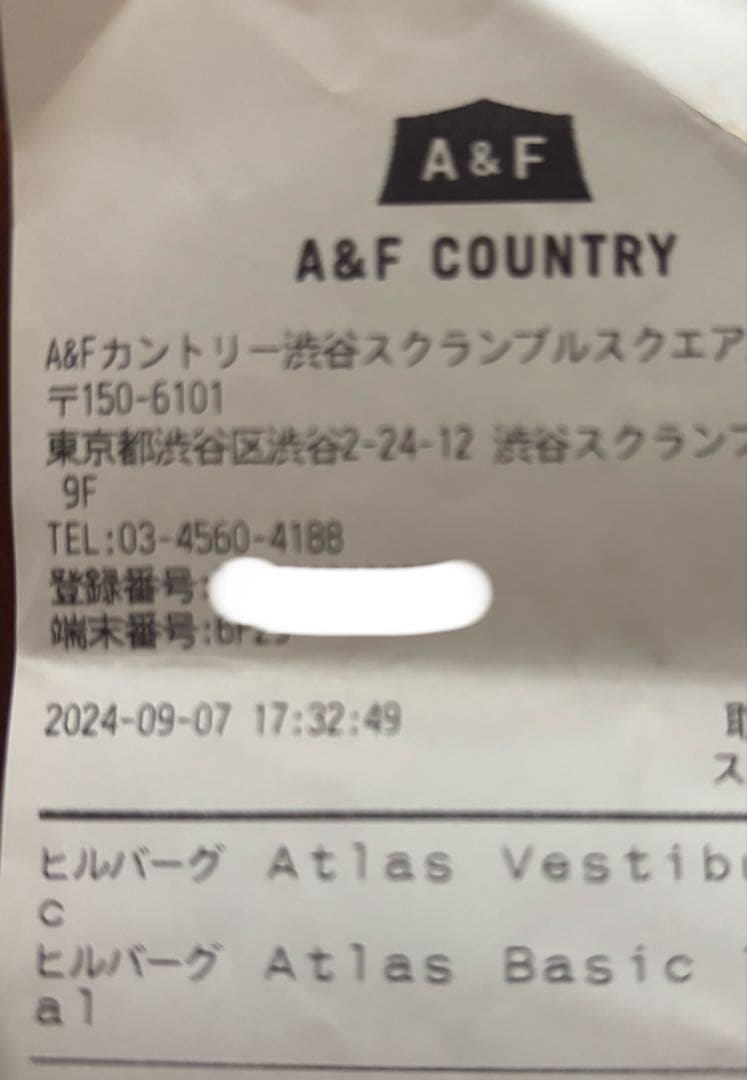 A&F
A&F COUNTRY
A&Fカントリー渋谷スクランブルスクエア
〒150-6101
東京都渋谷区渋谷2-24-12 渋谷スクランブ
9F
TEL:03-4560-4188
登録番号:
端末番号:
2024-09-07 17:32:49 取
ス
ヒルバーグ Atlas Vestib
c
ヒルバーグ Atlas Basic
al